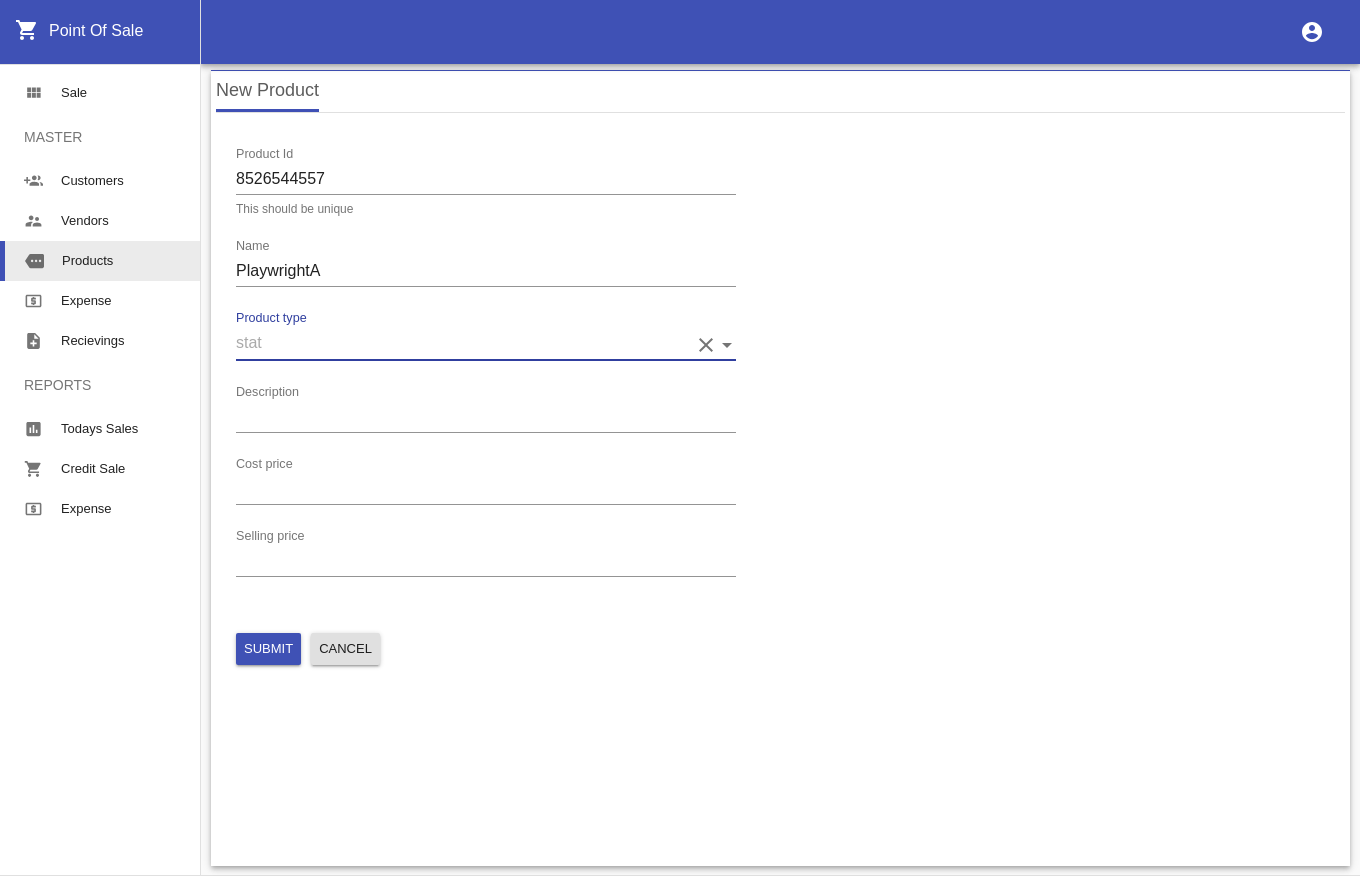 Point Of Sale
Sale
MASTER
Customers
Vendors
Products
Expense
Recievings
REPORTS
Todays Sales
Credit Sale
Expense
New Product
Product Id
8526544557
This should be unique
Name
PlaywrightA
Product type
stat
Description
Cost price
Selling price
SUBMIT CANCEL